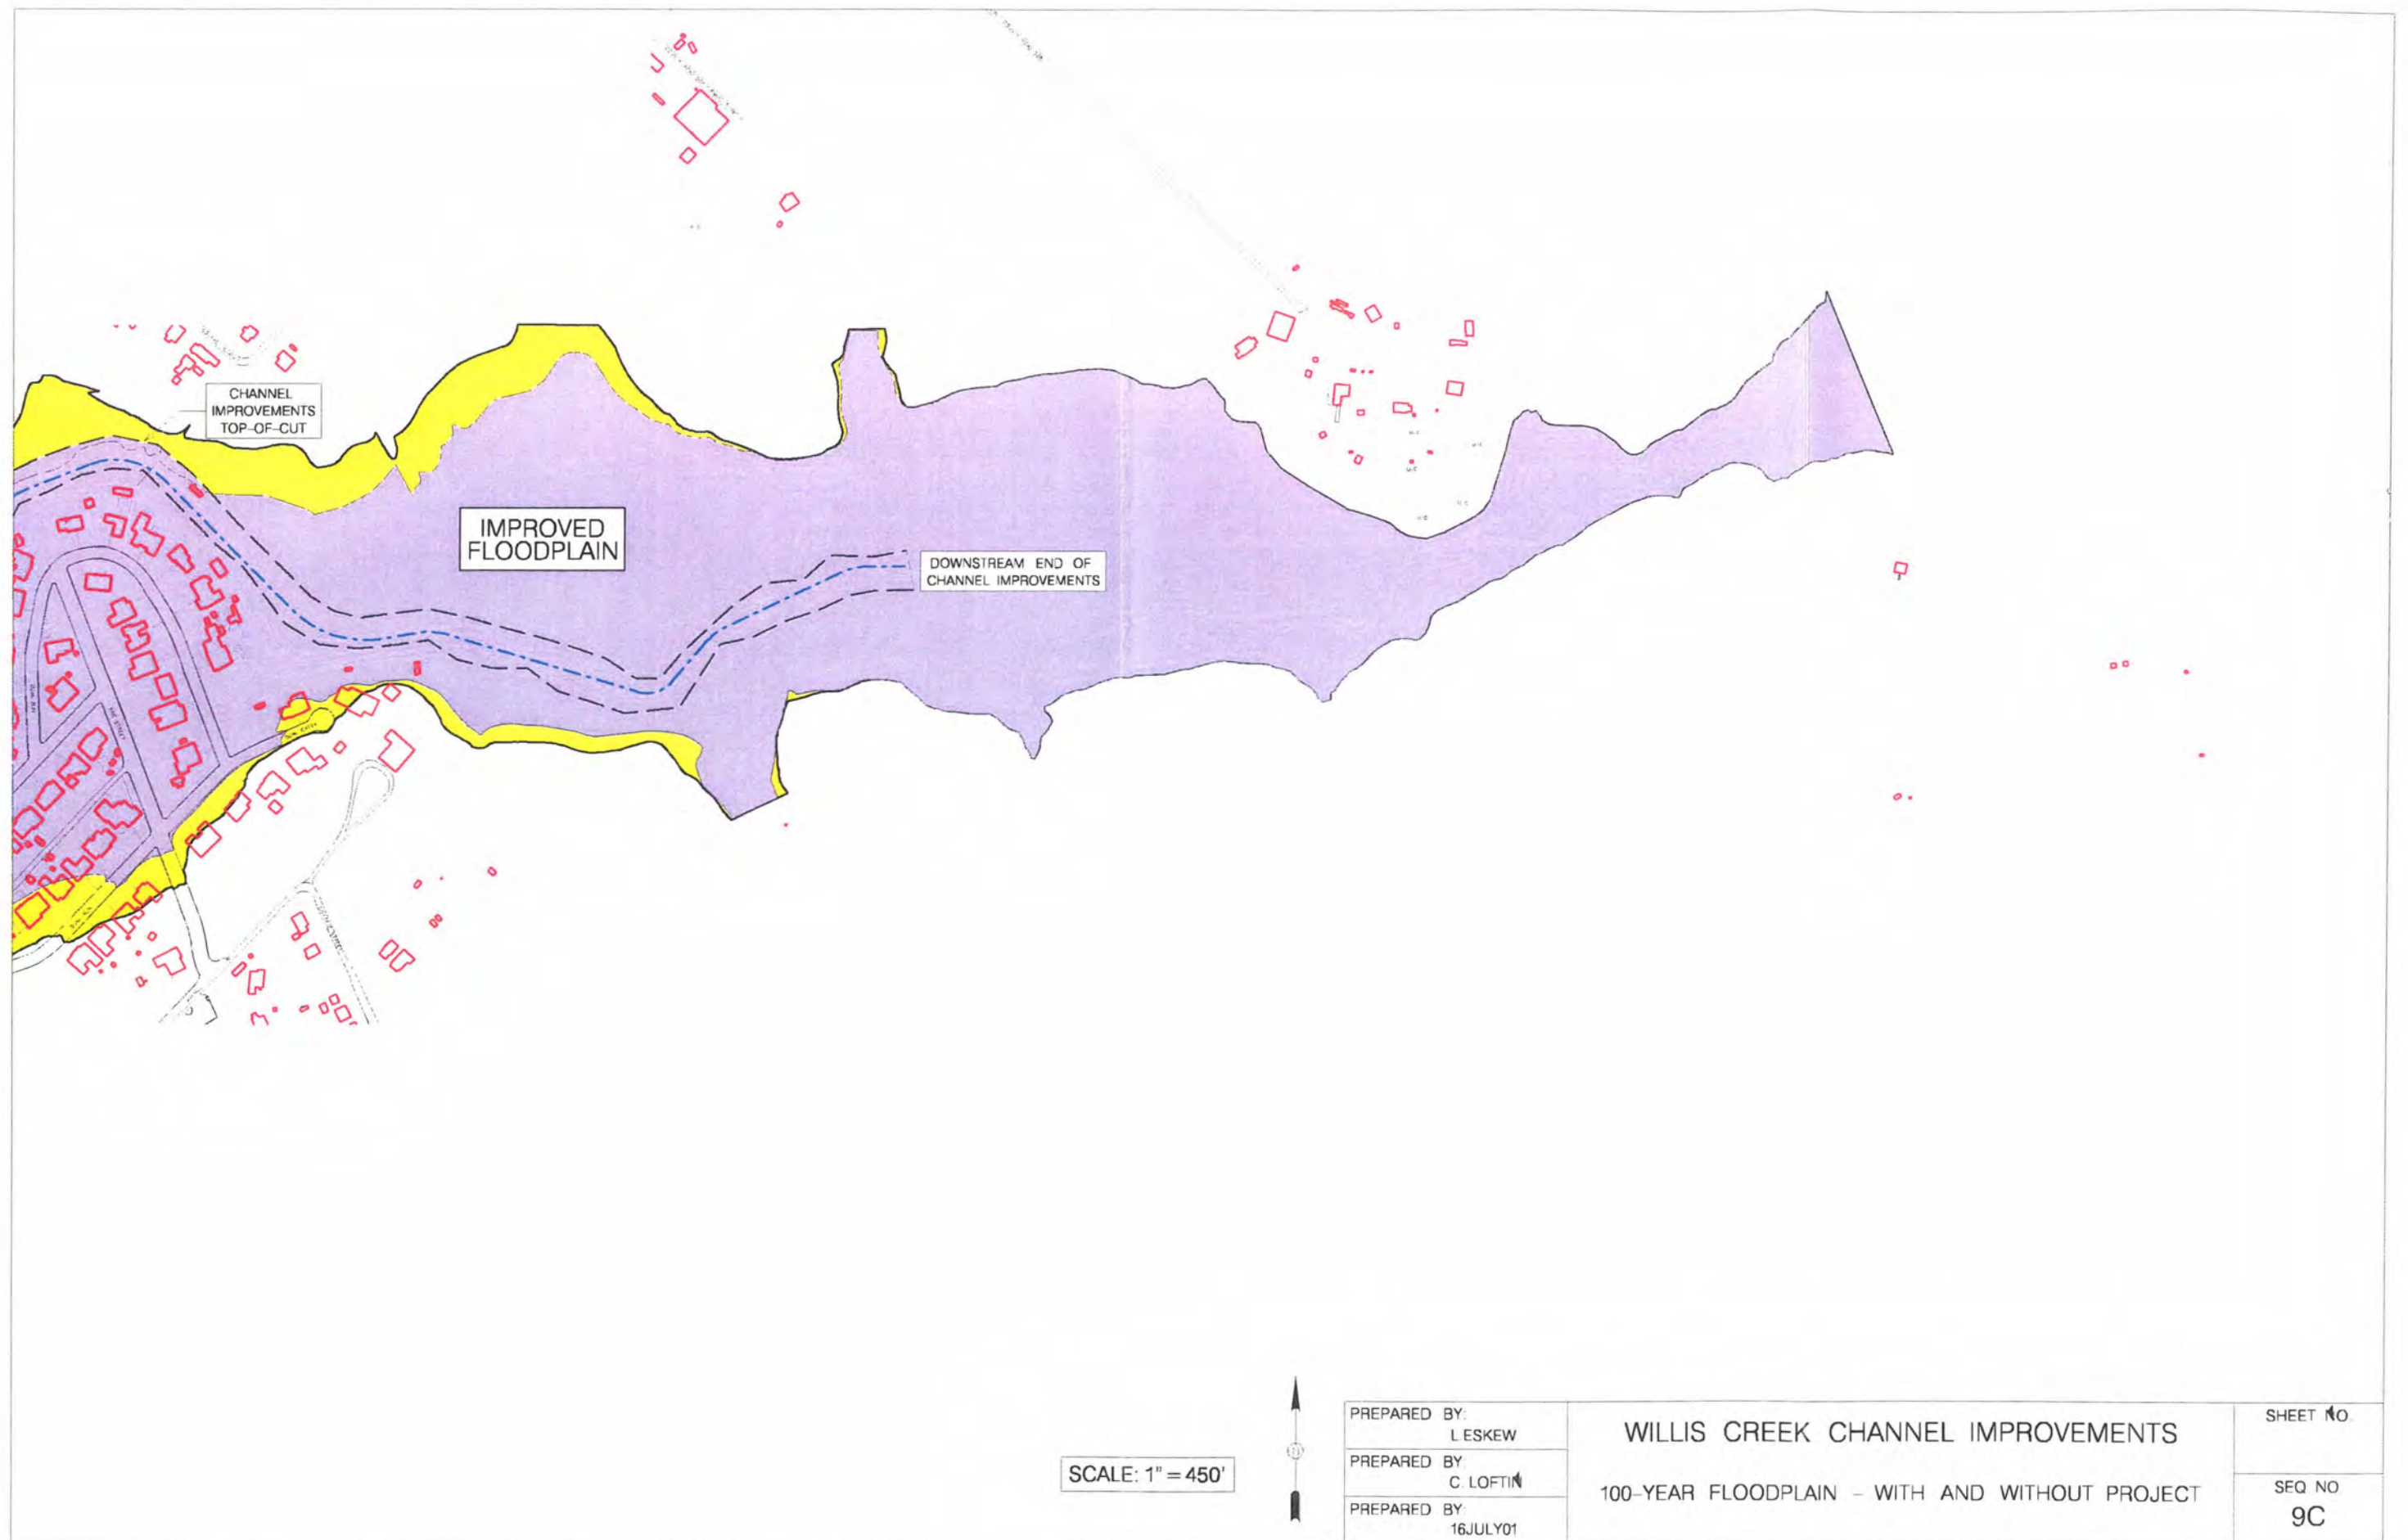 CHANNEL
IMPROVEMENTS
TOP-OF-CUT
IMPROVED
FLOODPLAIN
DOWNSTREAM END OF
CHANNEL IMPROVEMENTS
SCALE: 1" = 450'
PREPARED BY:
L ESKEW
PREPARED BY:
C. LOFTIN
PREPARED BY:
16JULY01
WILLIS CREEK CHANNEL IMPROVEMENTS
100-YEAR FLOODPLAIN - WITH AND WITHOUT PROJECT
SHEET NO.
SEQ NO
9C